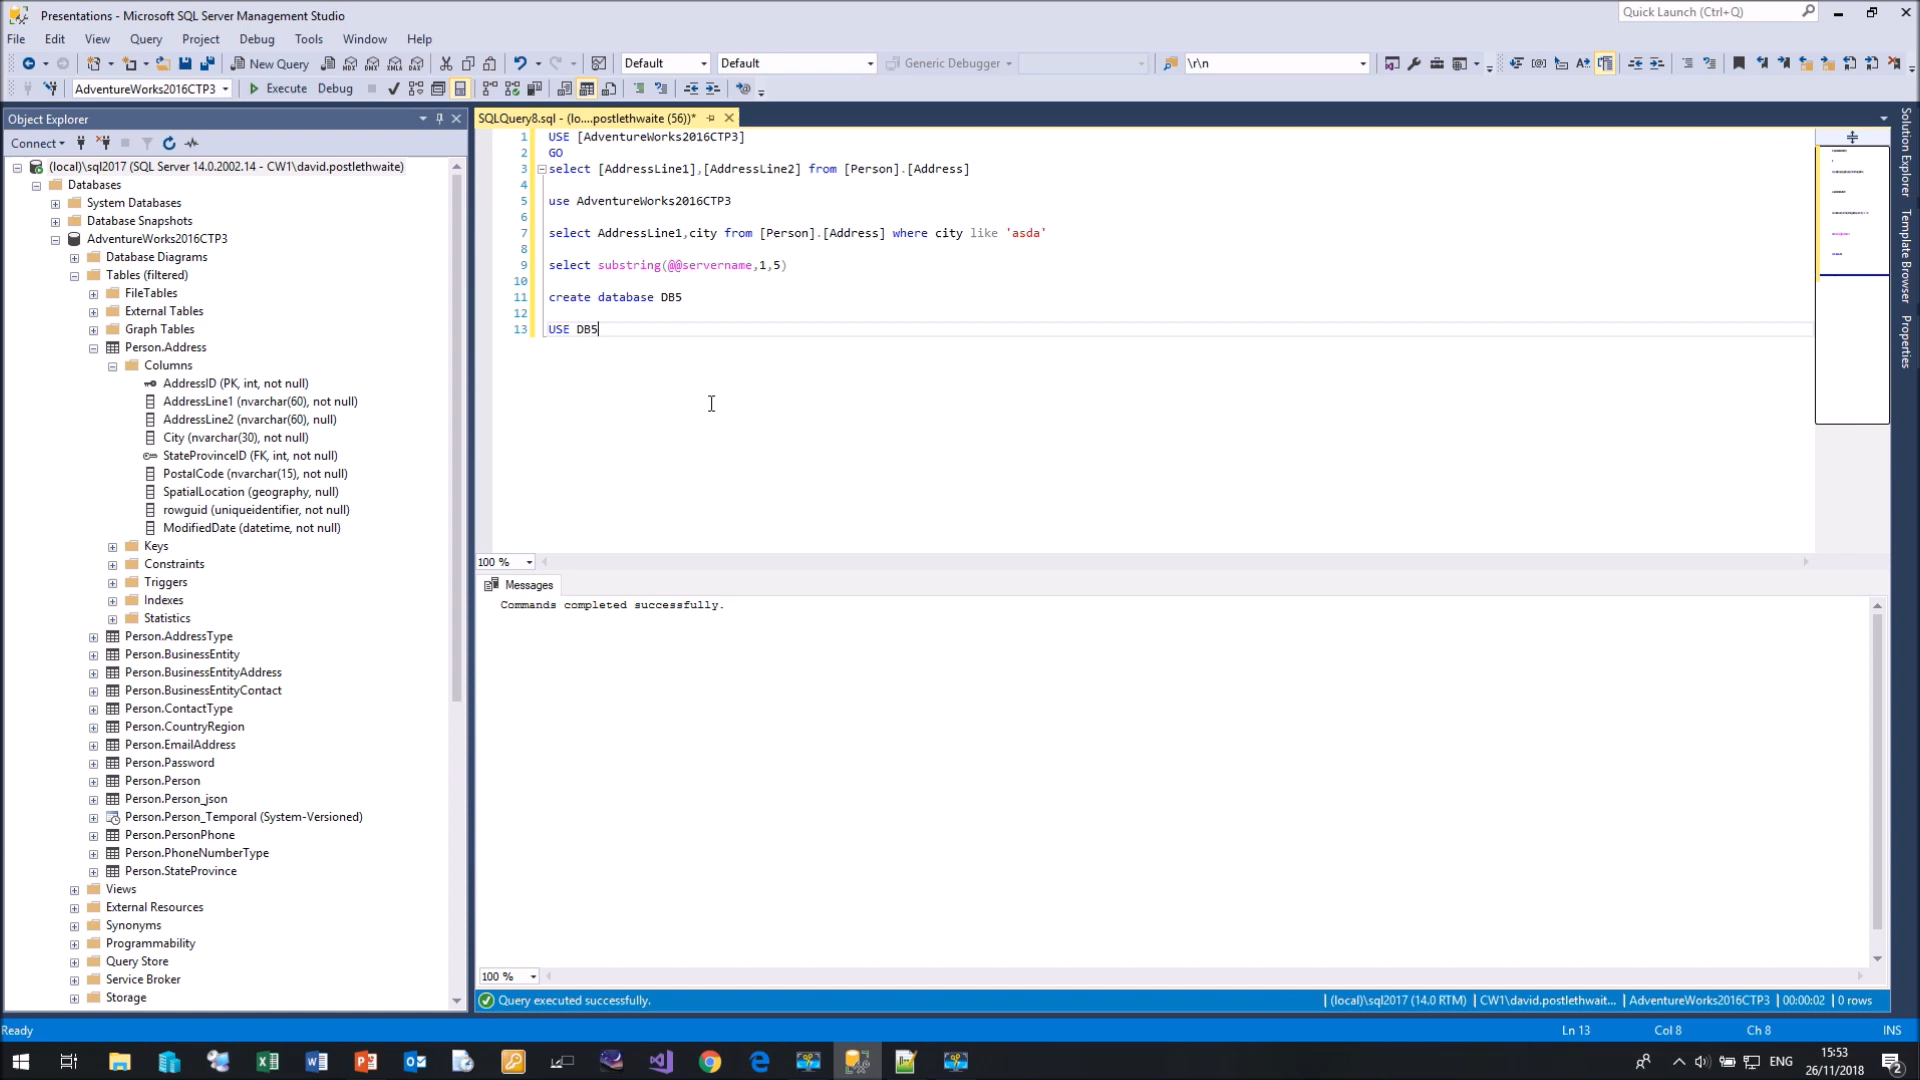 Presentations - Microsoft SQL Server Management Studio
Quick Launch (Ctrl+Q)
File Edit View Query Project Debug Tools Window Help
New Query
Default
Default
Generic Debugger
\r\n
AdventureWorks2016CTP3
Execute Debug
Object Explorer
Connect
(local)\sql2017 (SQL Server 14.0.2002.14 - CW1\david.postlethwaite)
Databases
System Databases
Database Snapshots
AdventureWorks2016CTP3
Database Diagrams
Tables (filtered)
FileTables
External Tables
Graph Tables
Person.Address
Columns
AddressID (PK, int, not null)
AddressLine1 (nvarchar(60), not null)
AddressLine2 (nvarchar(60), null)
City (nvarchar(30), not null)
StateProvinceID (FK, int, not null)
PostalCode (nvarchar(15), not null)
SpatialLocation (geography, null)
rowguid (uniqueidentifier, not null)
ModifiedDate (datetime, not null)
Keys
Constraints
Triggers
Indexes
Statistics
Person.AddressType
Person.BusinessEntity
Person.BusinessEntityAddress
Person.BusinessEntityContact
Person.ContactType
Person.CountryRegion
Person.EmailAddress
Person.Password
Person.Person
Person.Person_json
Person.Person_Temporal (System-Versioned)
Person.PersonPhone
Person.PhoneNumberType
Person.StateProvince
Views
External Resources
Synonyms
Programmability
Query Store
Service Broker
Storage
SQLQuery8.sql - (lo....postlethwaite (56))*
1 USE [AdventureWorks2016CTP3]
2 GO
3 select [AddressLine1],[AddressLine2] from [Person].[Address]
4
5 use AdventureWorks2016CTP3
6
7 select AddressLine1,city from [Person].[Address] where city like 'asda'
8
9 select substring(@@servername,1,5)
10
11 create database DB5
12
13 USE DB5
100 %
Messages
Commands completed successfully.
100 %
Query executed successfully.
(local)\sql2017 (14.0 RTM) CW1\david.postlethwait... AdventureWorks2016CTP3 00:00:02 0 rows
Solution Explorer
Template Browser
Properties
Ready
Ln 13 Col 8 Ch 8 INS
ENG
15:53
26/11/2018
2